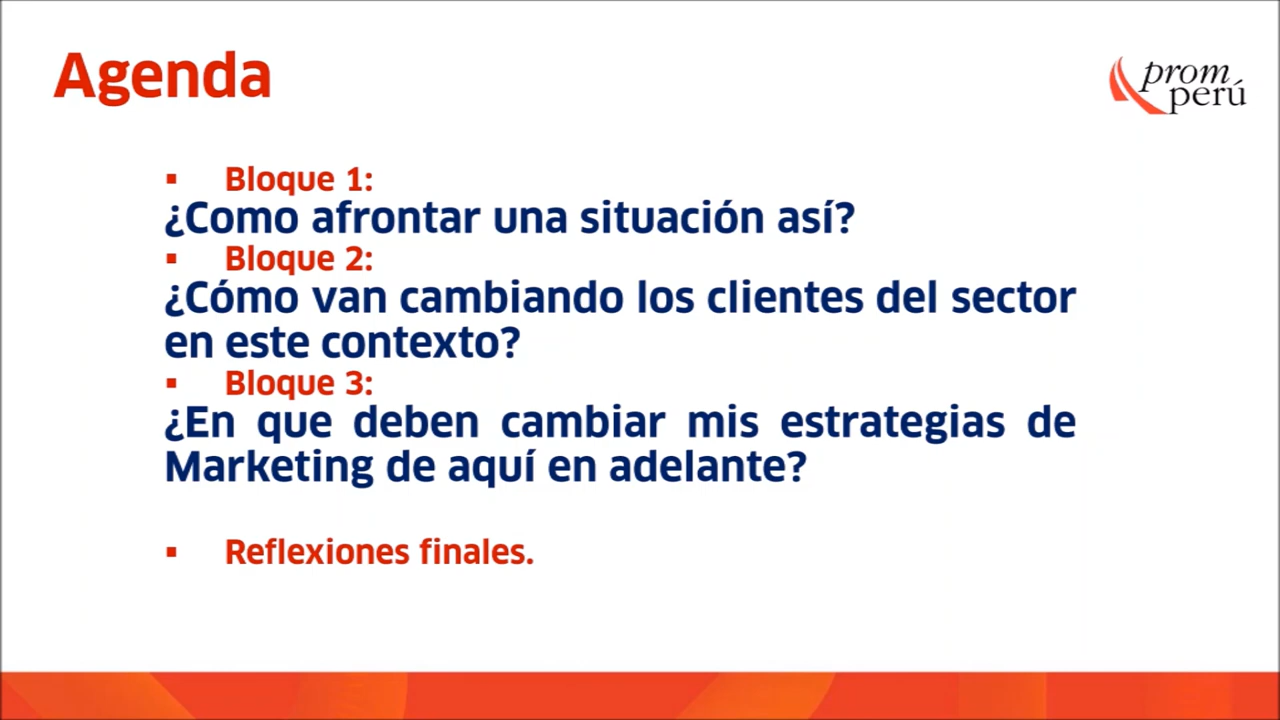 Agenda
prom
perú
▪ Bloque 1:
¿Como afrontar una situación así?
▪ Bloque 2:
¿Cómo van cambiando los clientes del sector
en este contexto?
▪ Bloque 3:
¿En que deben cambiar mis estrategias de
Marketing de aquí en adelante?
▪ Reflexiones finales.